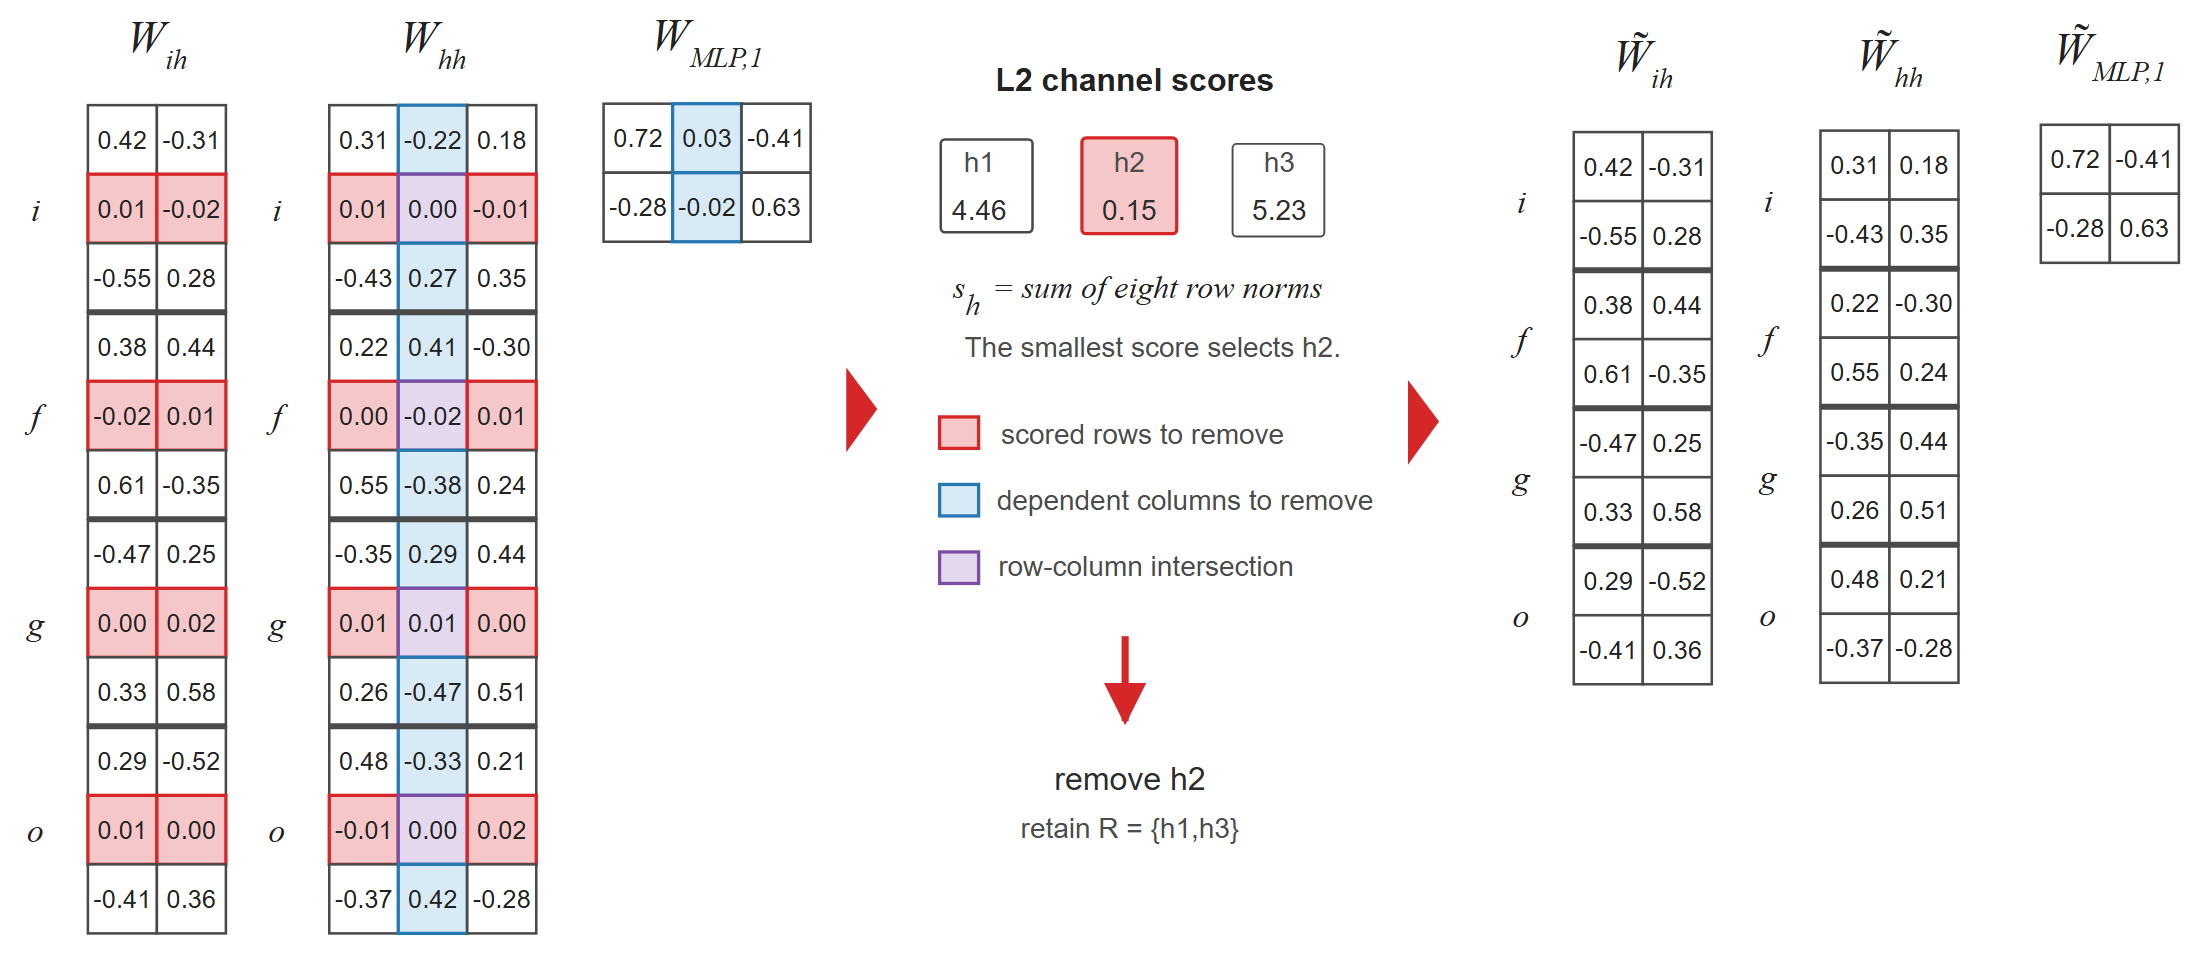 W_ih
W_hh
W_MLP,1
0.42 -0.31
i 0.01 -0.02
-0.55 0.28
0.38 0.44
f -0.02 0.01
0.61 -0.35
-0.47 0.25
g 0.00 0.02
0.33 0.58
0.29 -0.52
o 0.01 0.00
-0.41 0.36
0.31 -0.22 0.18
i 0.01 0.00 -0.01
-0.43 0.27 0.35
0.22 0.41 -0.30
f 0.00 -0.02 0.01
0.55 -0.38 0.24
-0.35 0.29 0.44
g 0.01 0.01 0.00
0.26 -0.47 0.51
0.48 -0.33 0.21
o -0.01 0.00 0.02
-0.37 0.42 -0.28
0.72 0.03 -0.41
-0.28 -0.02 0.63
L2 channel scores
h1 h2 h3
4.46 0.15 5.23
s_h = sum of eight row norms
The smallest score selects h2.
scored rows to remove
dependent columns to remove
row-column intersection
remove h2
retain R = {h1,h3}
W̃_ih
W̃_hh
W̃_MLP,1
0.42 -0.31
i
-0.55 0.28
0.38 0.44
f
0.61 -0.35
-0.47 0.25
g
0.33 0.58
0.29 -0.52
o
-0.41 0.36
0.31 0.18
i
-0.43 0.35
0.22 -0.30
f
0.55 0.24
-0.35 0.44
g
0.26 0.51
0.48 0.21
o
-0.37 -0.28
0.72 -0.41
-0.28 0.63